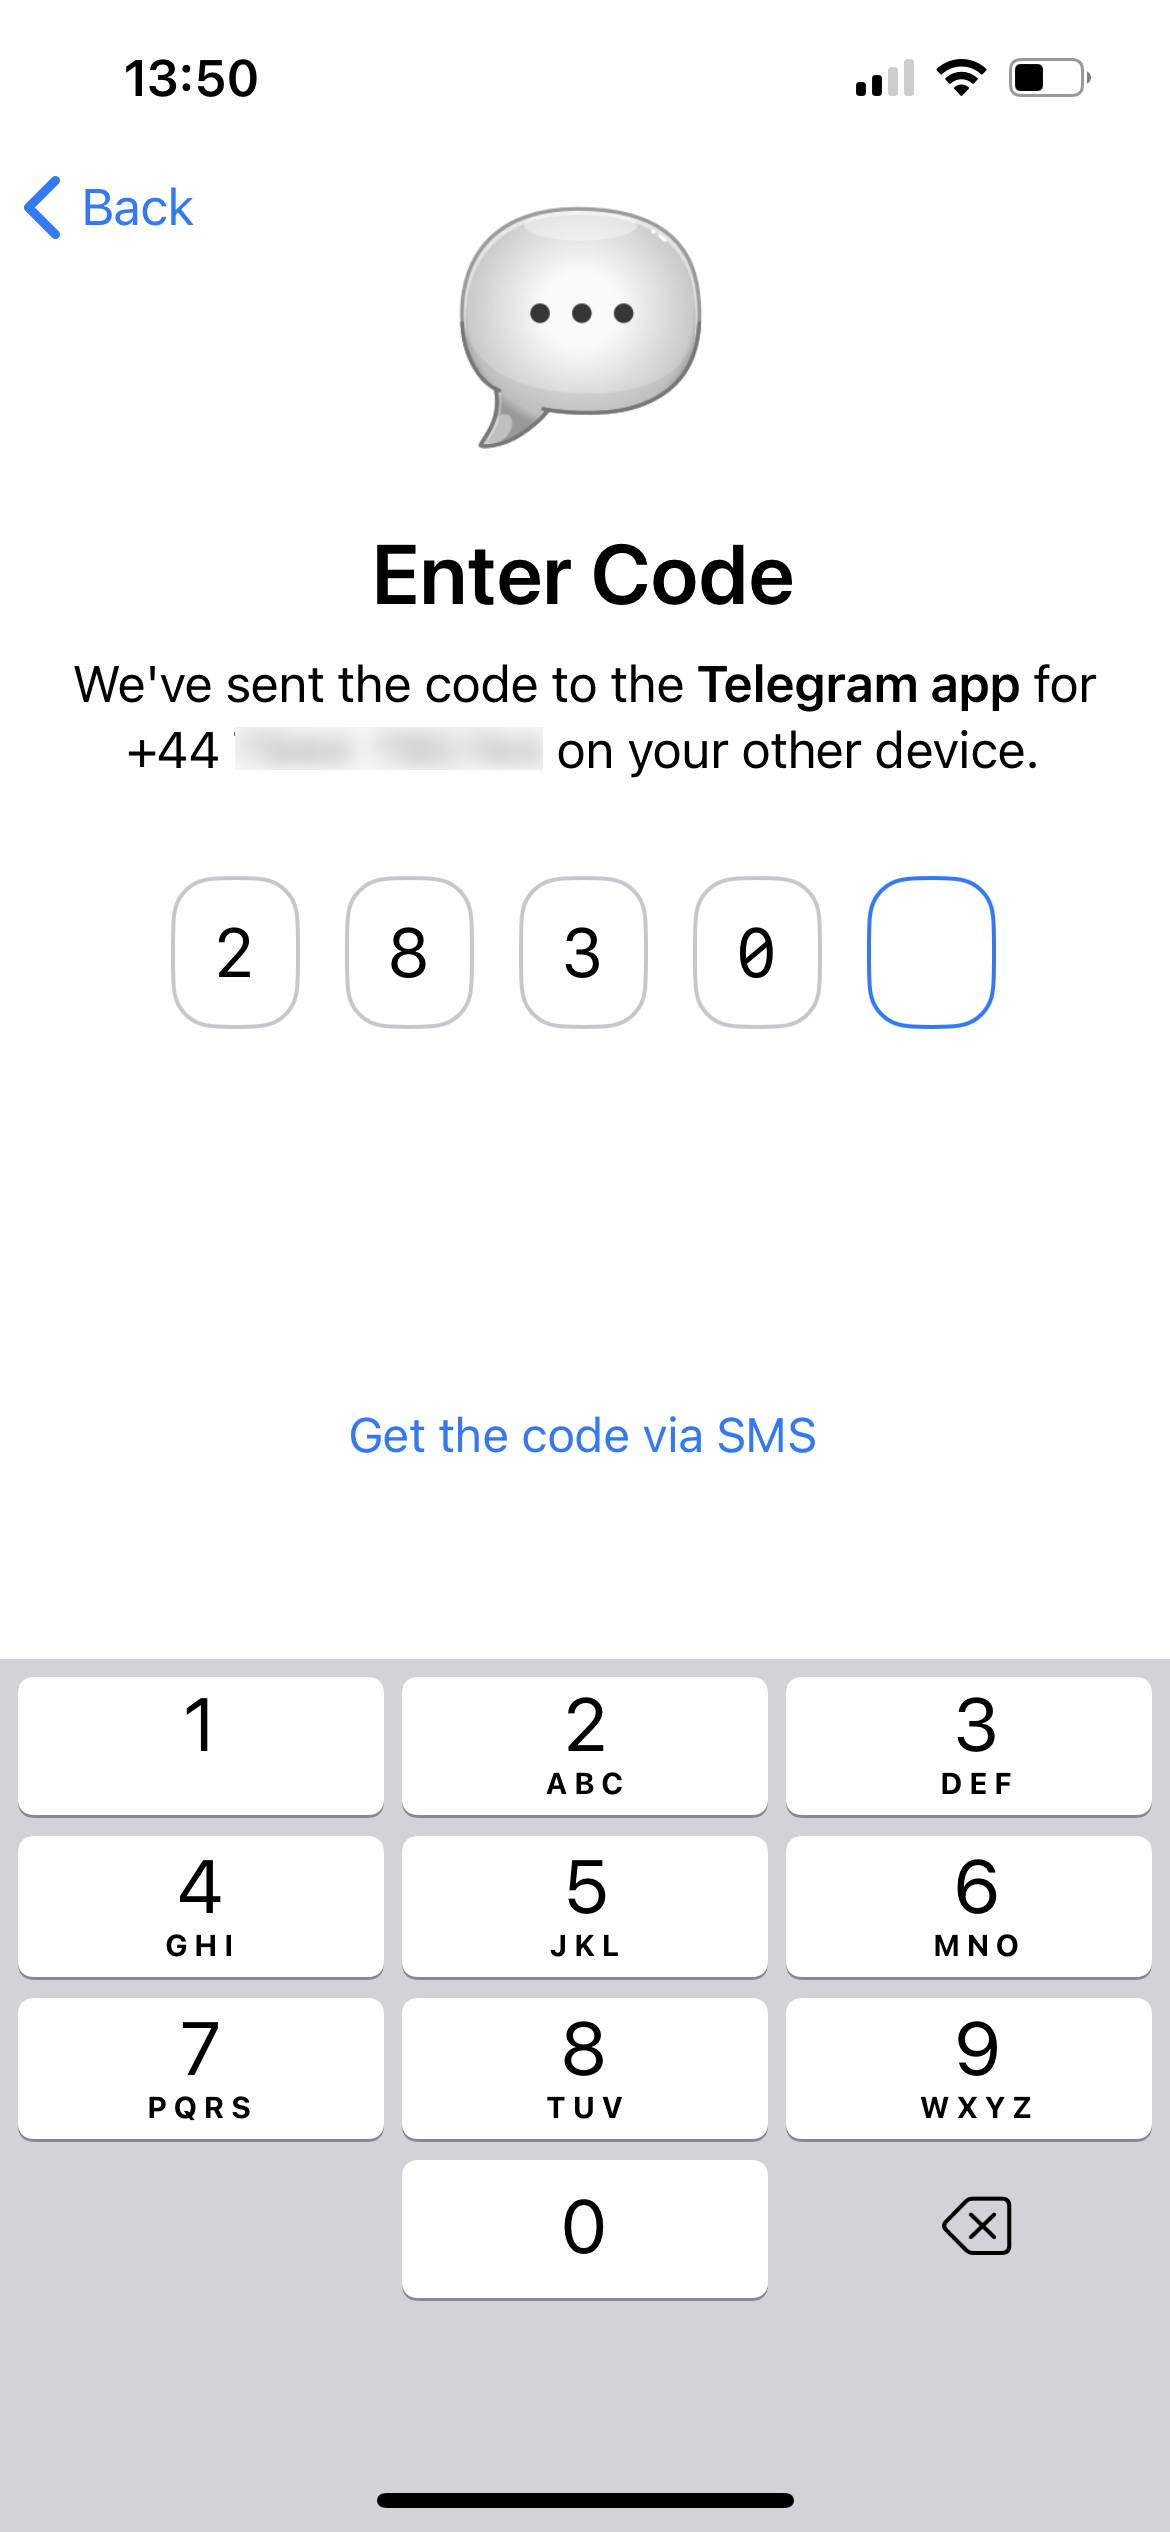 13:50
Back
Enter Code
We've sent the code to the Telegram app for
+44 on your other device.
2 8 3 0
Get the code via SMS
1 2 3
ABC DEF
4 5 6
GHI JKL MNO
7 8 9
PQRS TUV WXYZ
0